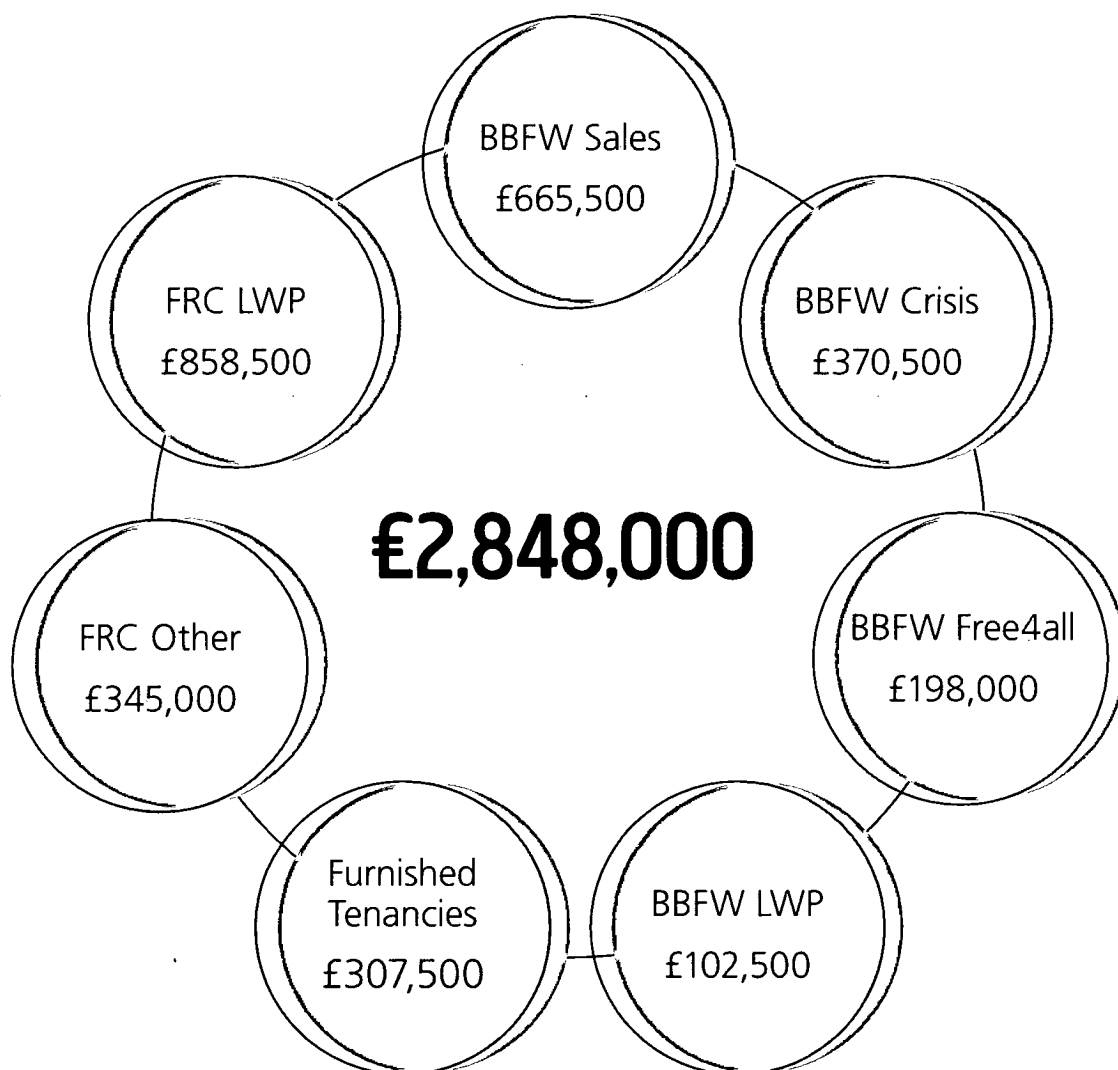 BBFW Sales
£665,500
BBFW Crisis
£370,500
BBFW Free4all
£198,000
BBFW LWP
£102,500
Furnished
Tenancies
£307,500
FRC Other
£345,000
FRC LWP
£858,500
£2,848,000